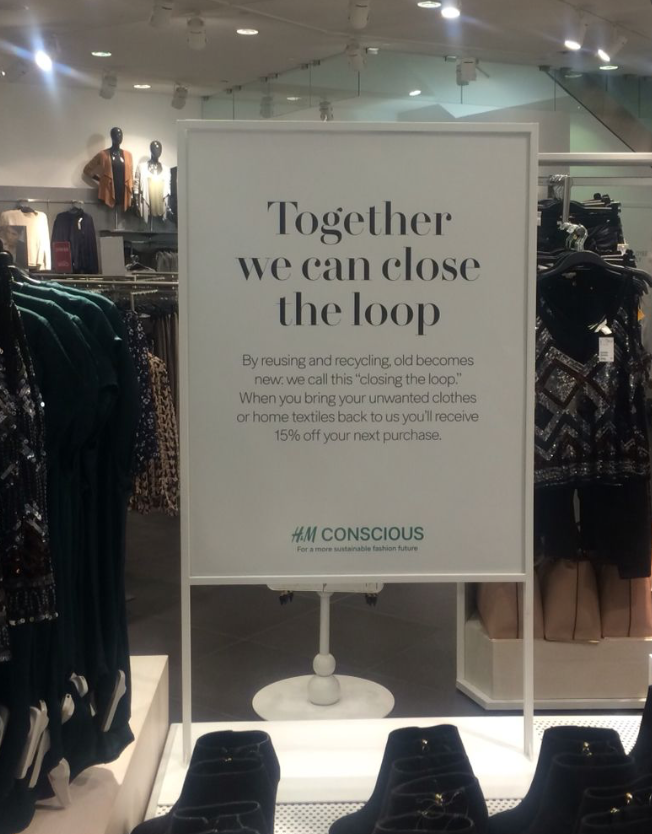 Together
we can close
the loop
By reusing and recycling, old becomes
new: we call this “closing the loop.”
When you bring your unwanted clothes
or home textiles back to us you’ll receive
15% off your next purchase.
H&M CONSCIOUS
For a more sustainable fashion future